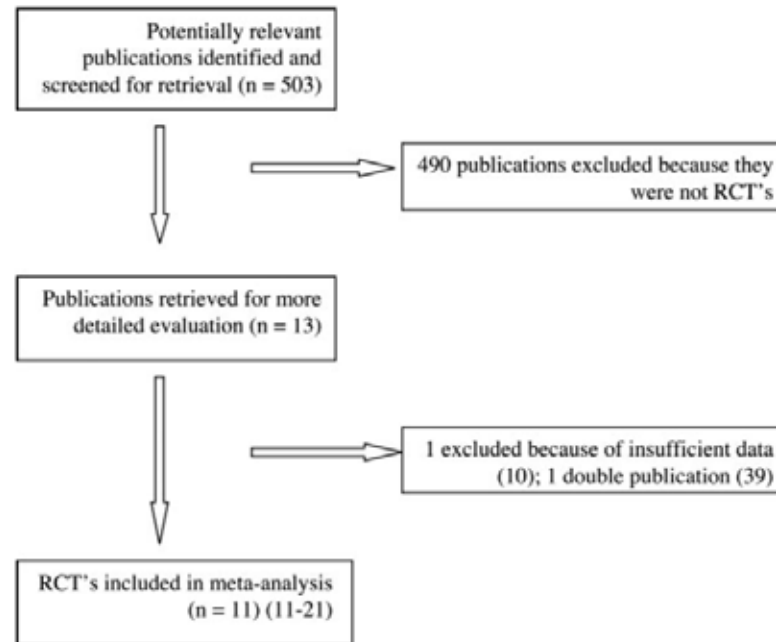 Potentially relevant
publications identified and
screened for retrieval (n = 503)
490 publications excluded because they
were not RCT's
Publications retrieved for more
detailed evaluation (n = 13)
1 excluded because of insufficient data
(10); 1 double publication (39)
RCT's included in meta-analysis
(n = 11) (11-21)